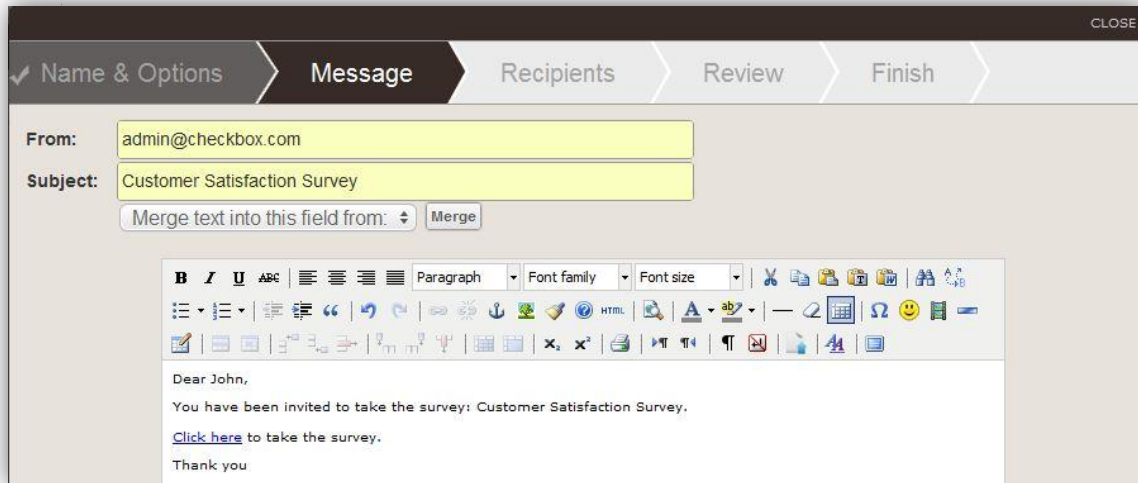 CLOSE
Name & Options Message Recipients Review Finish
From: admin@checkbox.com
Subject: Customer Satisfaction Survey
Merge text into this field from: Merge
B I U ABC Paragraph Font family Font size
HTML
Dear John,
You have been invited to take the survey: Customer Satisfaction Survey.
Click here to take the survey.
Thank you